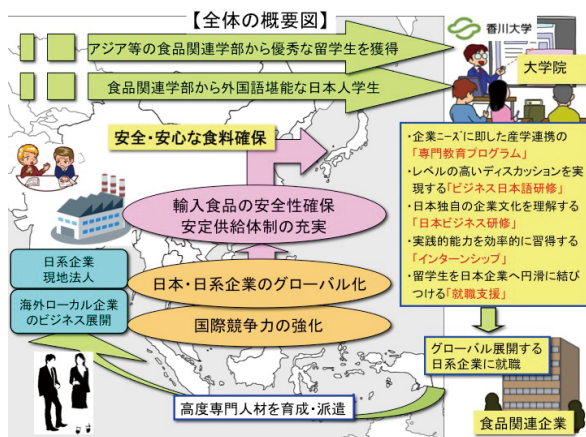 【全体の概要図】
香川大学
アジア等の食品関連学部から優秀な留学生を獲得
大学院
食品関連学部から外国語堪能な日本人学生
安全・安心な食料確保
・企業ニーズに即した産学連携の
「専門教育プログラム」
・レベルの高いディスカッションを実
現する「ビジネス日本語研修」
・日本独自の企業文化を理解する
「日本ビジネス研修」
・実践的能力を効率的に習得する
「インターンシップ」
・留学生を日本企業へ円滑に結び
つける「就職支援」
輸入食品の安全性確保
安定供給体制の充実
日系企業
現地法人
日本・日系企業のグローバル化
海外ローカル企業
のビジネス展開
国際競争力の強化
グローバル展開する
日系企業に就職
高度専門人材を育成・派遣
食品関連企業